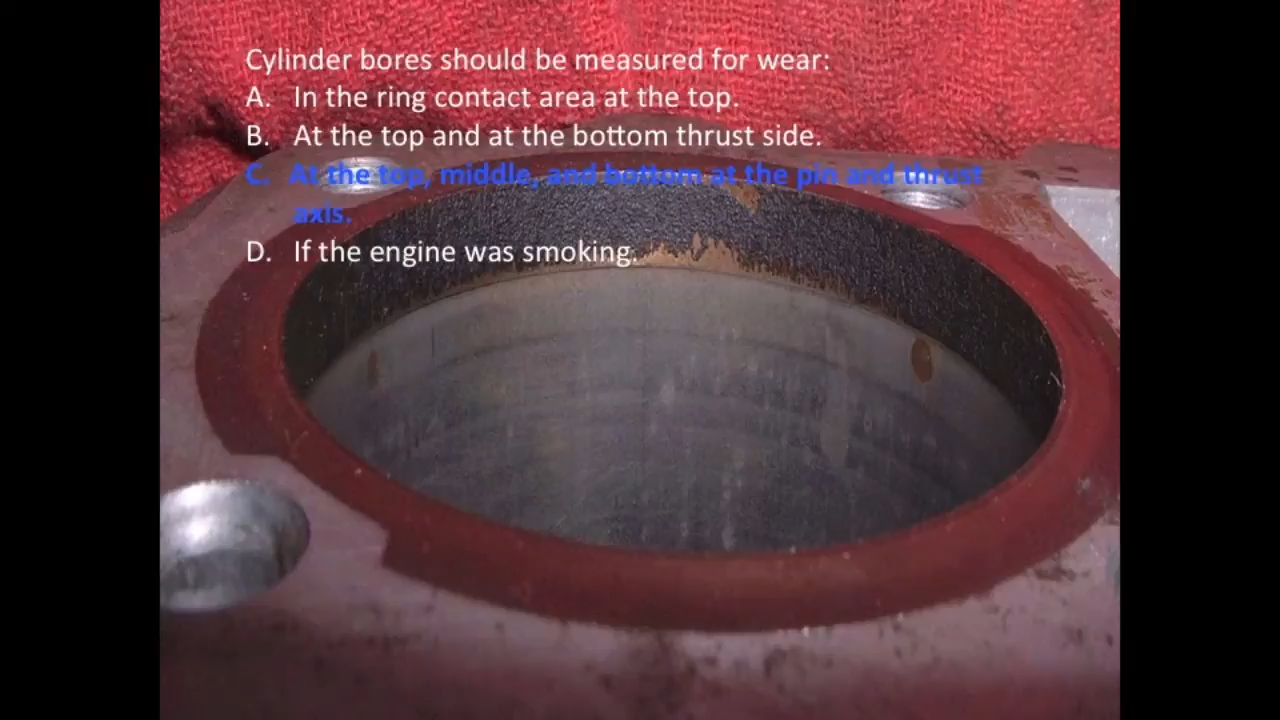 Cylinder bores should be measured for wear:
A. In the ring contact area at the top.
B. At the top and at the bottom thrust side.
C. At the top, middle, and bottom at the pin and thrust
axis.
D. If the engine was smoking.